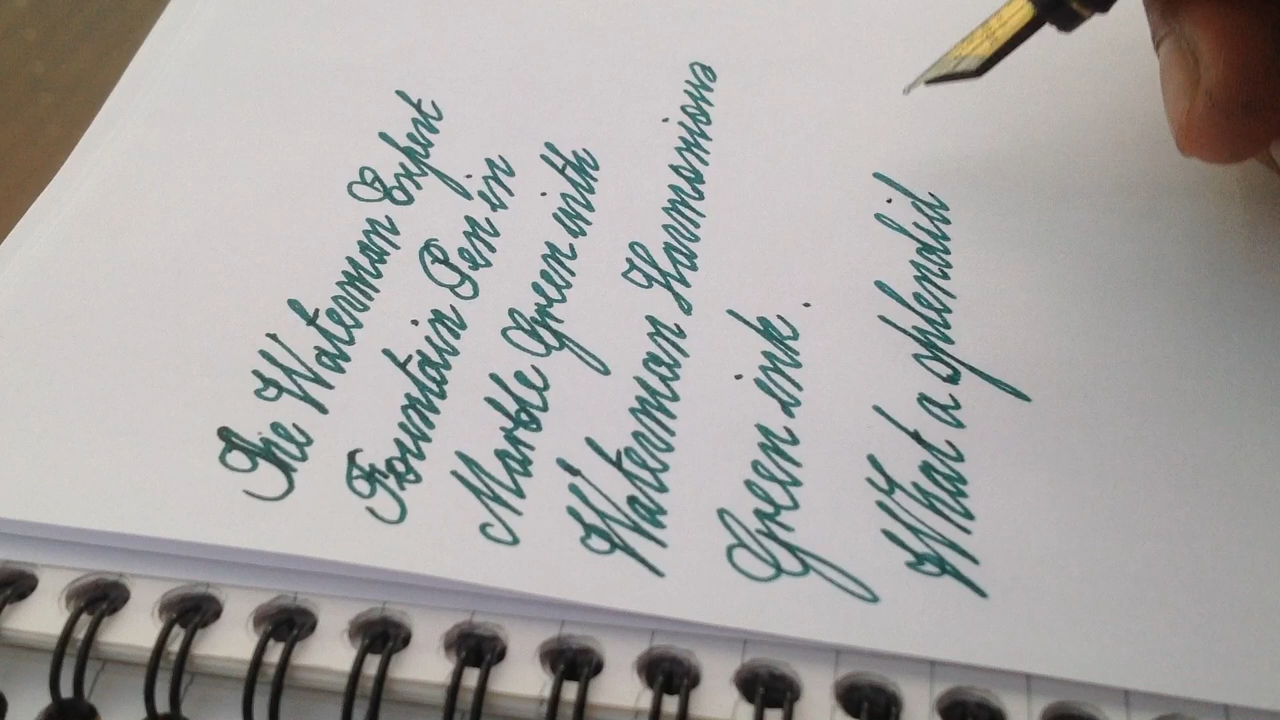 The Waterman Expert
Fountain Pen in
Marble Green with
Waterman Harmonious
Green ink.
What a splendid